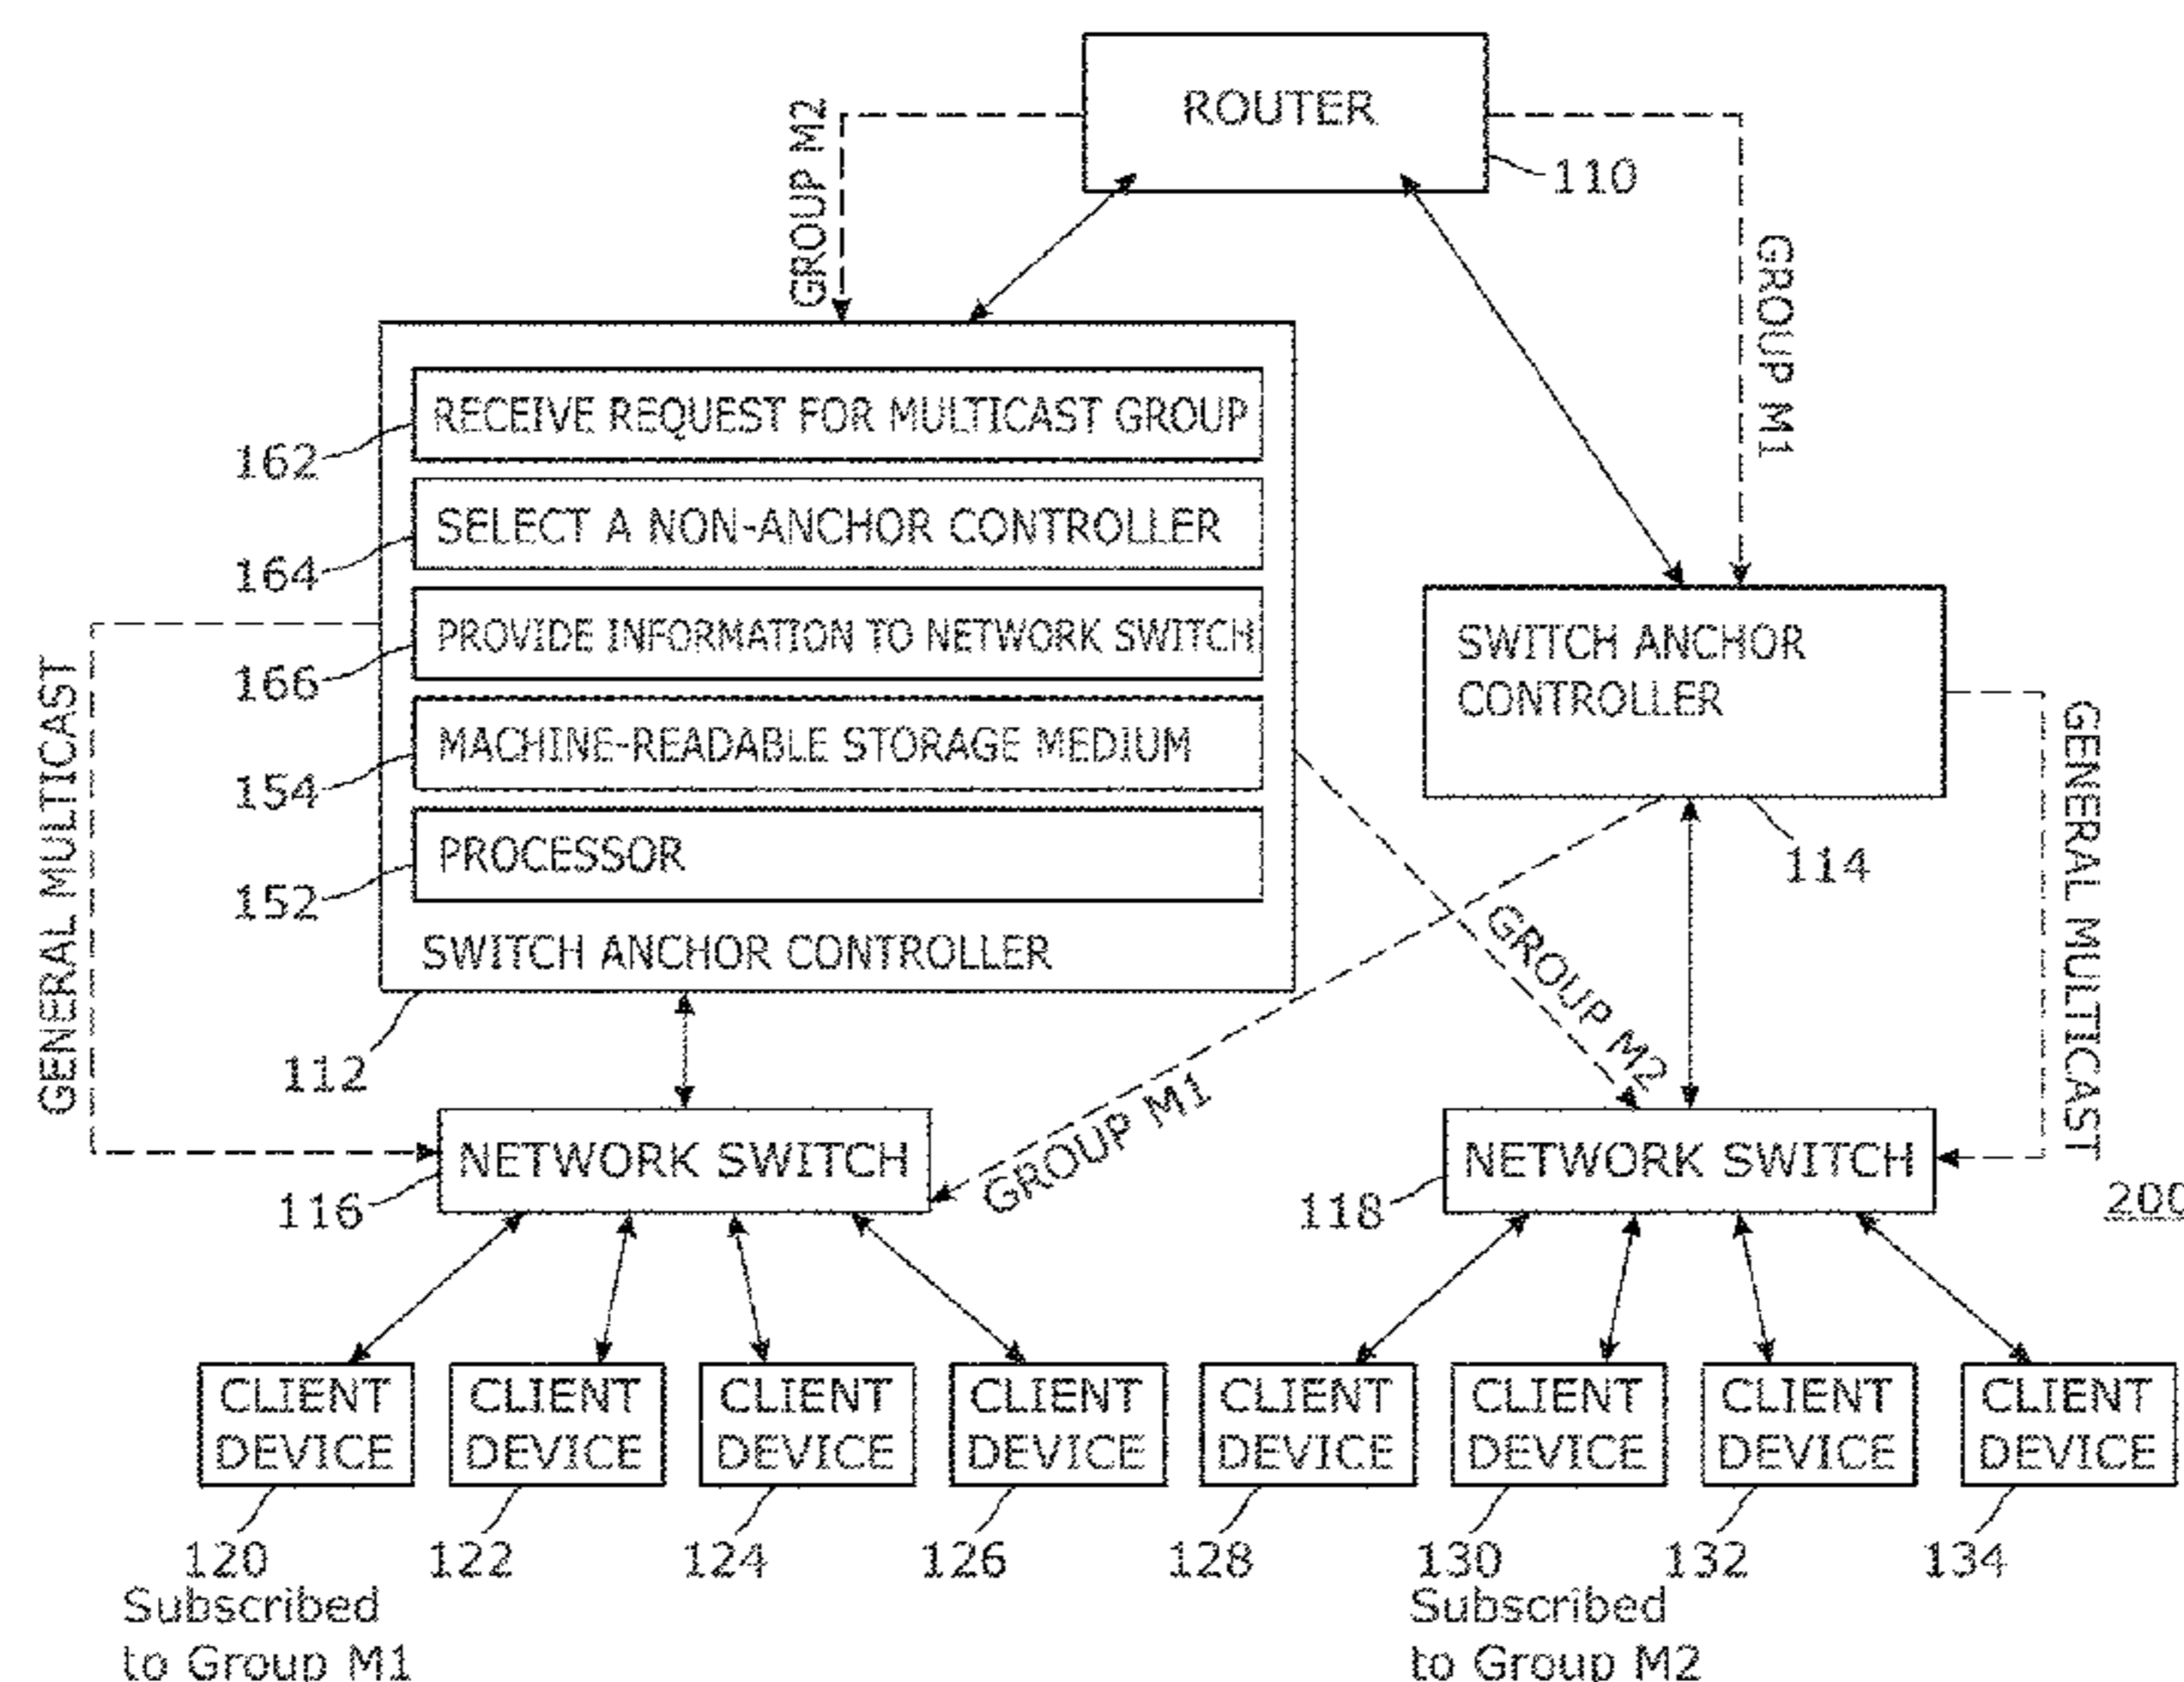 ROUTER
110
GROUP M2
GROUP M1
RECEIVE REQUEST FOR MULTICAST GROUP
162
SELECT A NON-ANCHOR CONTROLLER
164
PROVIDE INFORMATION TO NETWORK SWITCH
166
MACHINE-READABLE STORAGE MEDIUM
154
PROCESSOR
152
SWITCH ANCHOR CONTROLLER
112
SWITCH ANCHOR
CONTROLLER
114
GENERAL MULTICAST
GENERAL MULTICAST
GROUP M2
GROUP M1
NETWORK SWITCH
116
NETWORK SWITCH
118
200
CLIENT
DEVICE
CLIENT
DEVICE
CLIENT
DEVICE
CLIENT
DEVICE
CLIENT
DEVICE
CLIENT
DEVICE
CLIENT
DEVICE
CLIENT
DEVICE
120
122
124
126
128
130
132
134
Subscribed
to Group M1
Subscribed
to Group M2